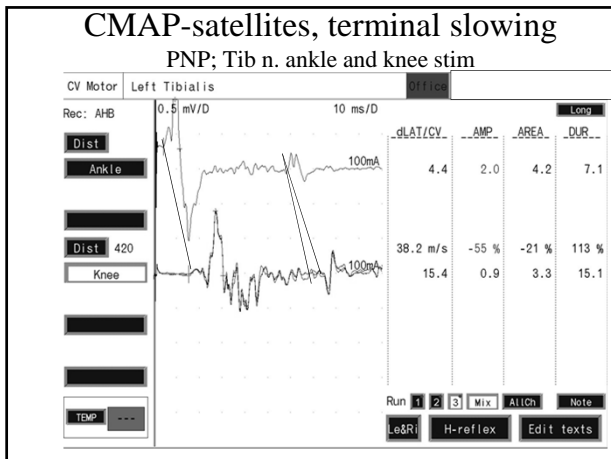 CMAP-satellites, terminal slowing
PNP; Tib n. ankle and knee stim
CV Motor Left Tibialis Office
Rec: AHB 0.5 mV/D 10 ms/D Long
dLAT/CV AMP AREA DUR
Dist
Ankle 100mA 4.4 2.0 4.2 7.1
Dist 420 38.2 m/s -55 % -21 % 113 %
Knee 100mA 15.4 0.9 3.3 15.1
Run 1 2 3 Mix AllCh Note
TEMP ---
Le&Ri H-reflex Edit texts